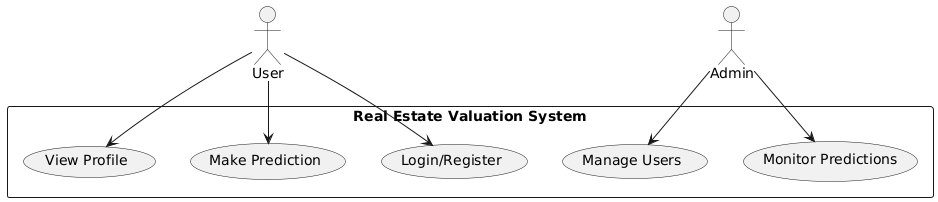 User
Admin
Real Estate Valuation System
View Profile
Make Prediction
Login/Register
Manage Users
Monitor Predictions